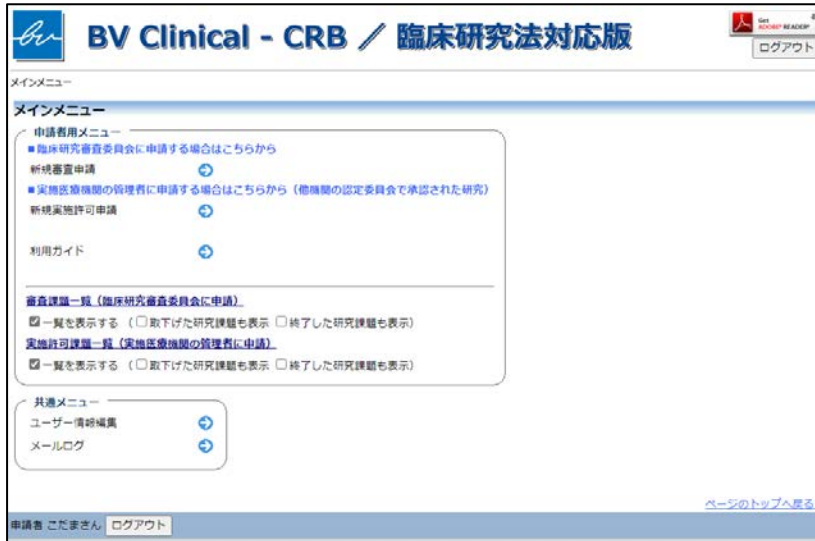 BV Clinical - CRB ／ 臨床研究法対応版
Get
ADOBE® READER®
ログアウト
メインメニュー
メインメニュー
申請者用メニュー
■臨床研究審査委員会に申請する場合はこちらから
新規審査申請
■実施医療機関の管理者に申請する場合はこちらから（他機関の認定委員会で承認された研究）
新規実施許可申請
利用ガイド
審査課題一覧（臨床研究審査委員会に申請）
一覧を表示する （□取下げた研究課題も表示 □終了した研究課題も表示）
実施許可課題一覧（実施医療機関の管理者に申請）
一覧を表示する （□取下げた研究課題も表示 □終了した研究課題も表示）
共通メニュー
ユーザー情報編集
メールログ
ページのトップへ戻る
申請者 こだまさん ログアウト